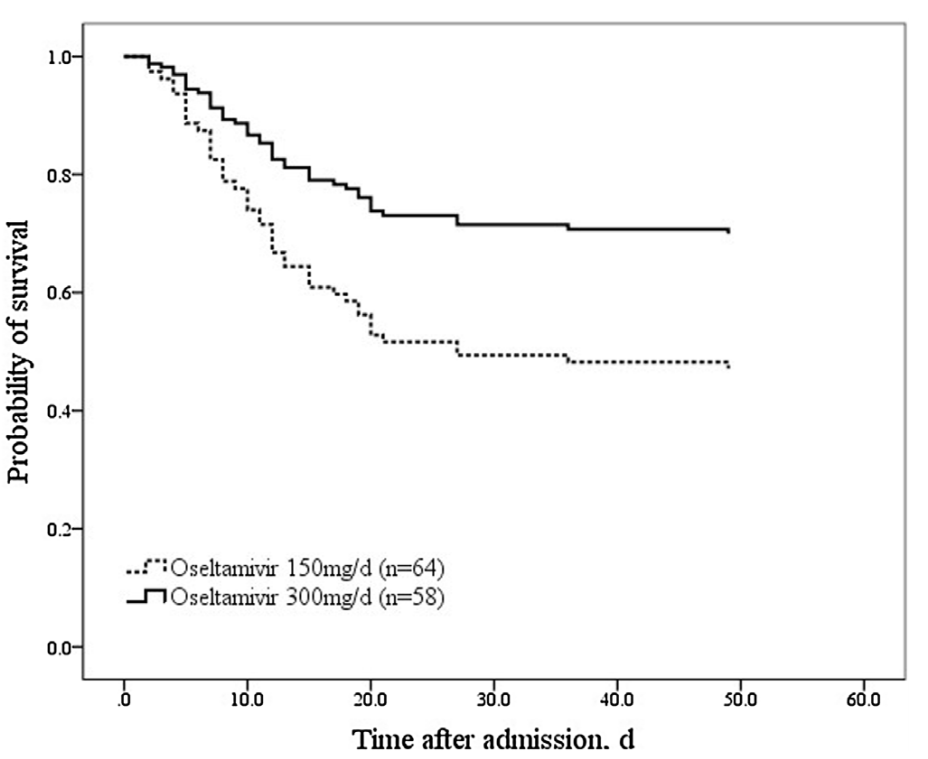 Probability of survival
1.0
0.8
0.6
0.4
0.2
0.0
Oseltamivir 150mg/d (n=64)
Oseltamivir 300mg/d (n=58)
.0 10.0 20.0 30.0 40.0 50.0 60.0
Time after admission. d